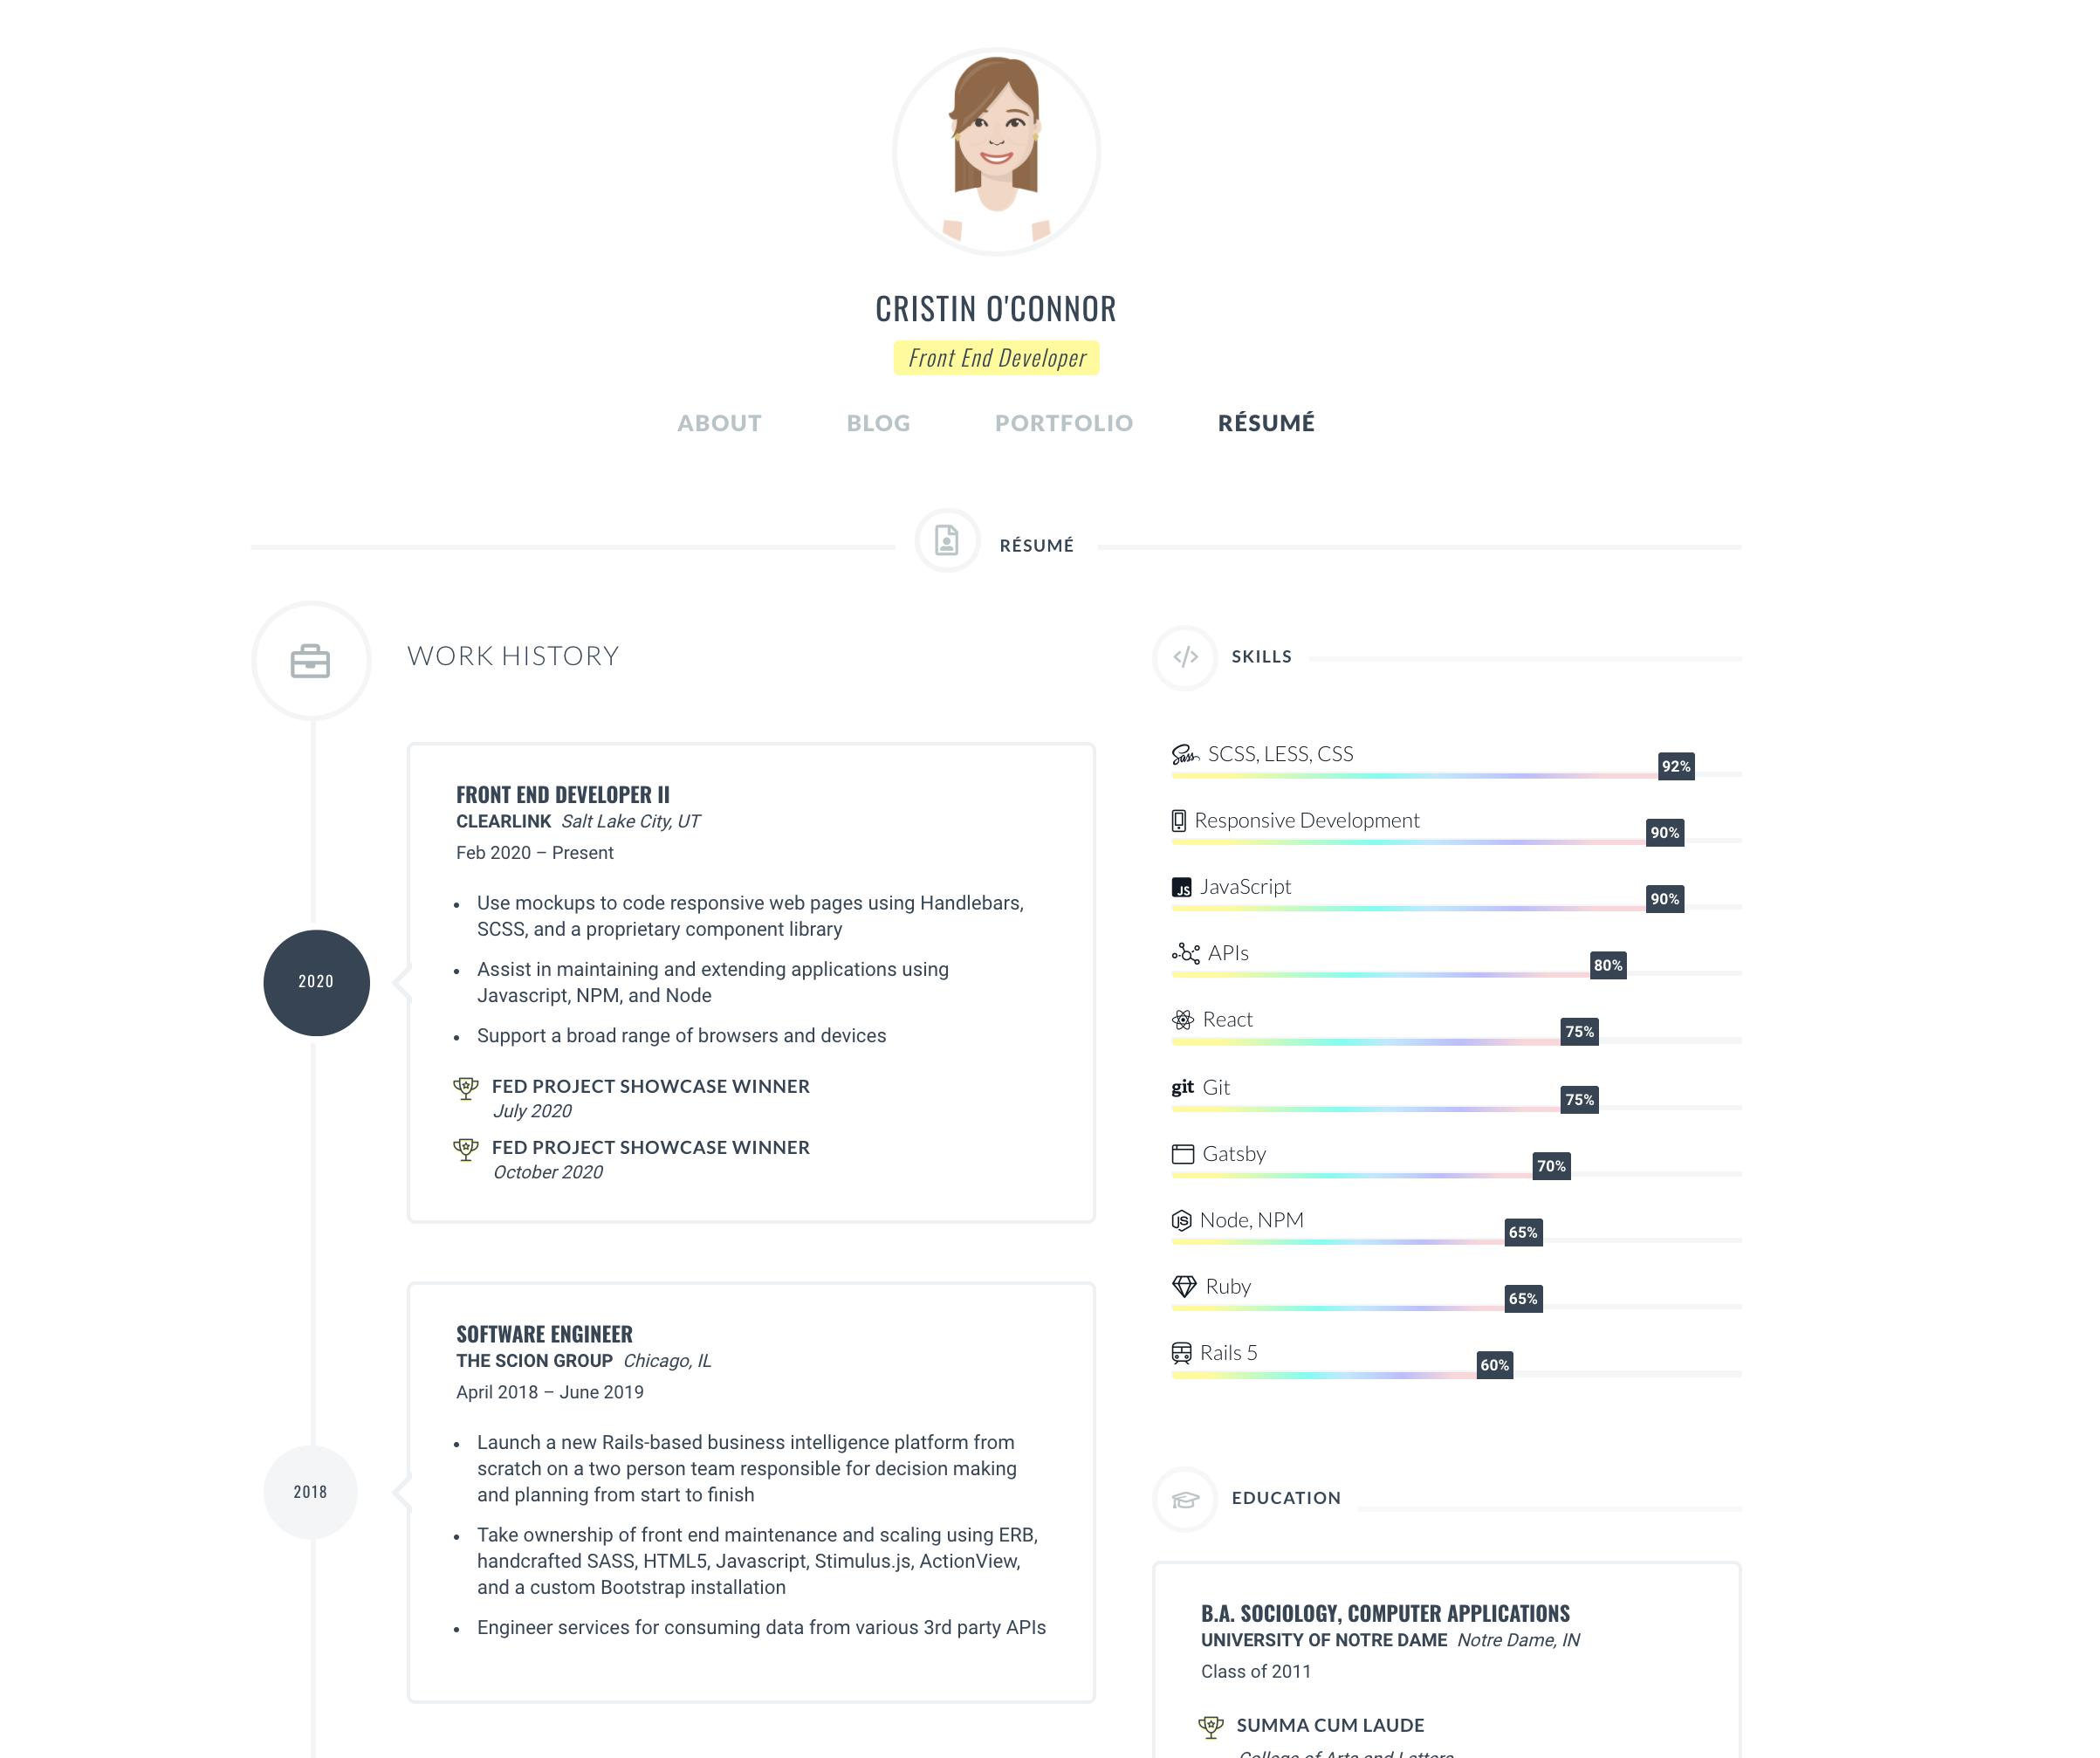 CRISTIN O'CONNOR
Front End Developer
ABOUT BLOG PORTFOLIO RÉSUMÉ
RÉSUMÉ
WORK HISTORY
2020
FRONT END DEVELOPER II
CLEARLINK Salt Lake City, UT
Feb 2020 – Present
• Use mockups to code responsive web pages using Handlebars,
SCSS, and a proprietary component library
• Assist in maintaining and extending applications using
Javascript, NPM, and Node
• Support a broad range of browsers and devices
FED PROJECT SHOWCASE WINNER
July 2020
FED PROJECT SHOWCASE WINNER
October 2020
2018
SOFTWARE ENGINEER
THE SCION GROUP Chicago, IL
April 2018 – June 2019
• Launch a new Rails-based business intelligence platform from
scratch on a two person team responsible for decision making
and planning from start to finish
• Take ownership of front end maintenance and scaling using ERB,
handcrafted SASS, HTML5, Javascript, Stimulus.js, ActionView,
and a custom Bootstrap installation
• Engineer services for consuming data from various 3rd party APIs
</> SKILLS
Sass SCSS, LESS, CSS 92%
Responsive Development 90%
JS JavaScript 90%
APIs 80%
React 75%
git Git 75%
Gatsby 70%
JS Node, NPM 65%
Ruby 65%
Rails 5 60%
EDUCATION
B.A. SOCIOLOGY, COMPUTER APPLICATIONS
UNIVERSITY OF NOTRE DAME Notre Dame, IN
Class of 2011
SUMMA CUM LAUDE
College of Arts and Letters